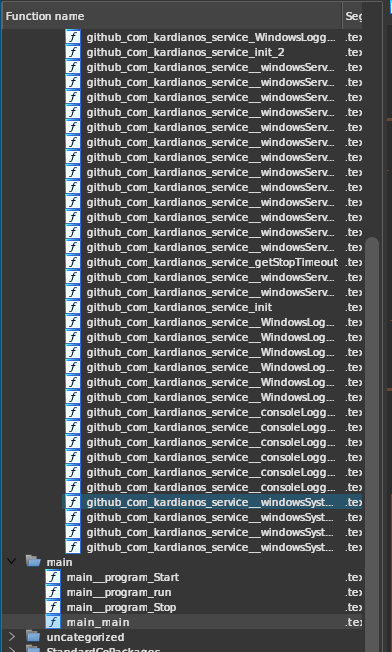 Function name Seg
github_com_kardianos_service_WindowsLogg... .tex
github_com_kardianos_service_init_2 .tex
github_com_kardianos_service__windowsServ... .tex
github_com_kardianos_service__windowsServ... .tex
github_com_kardianos_service__windowsServ... .tex
github_com_kardianos_service__windowsServ... .tex
github_com_kardianos_service__windowsServ... .tex
github_com_kardianos_service__windowsServ... .tex
github_com_kardianos_service__windowsServ... .tex
github_com_kardianos_service__windowsServ... .tex
github_com_kardianos_service__windowsServ... .tex
github_com_kardianos_service__windowsServ... .tex
github_com_kardianos_service__windowsServ... .tex
github_com_kardianos_service__windowsServ... .tex
github_com_kardianos_service__windowsServ... .tex
github_com_kardianos_service_getStopTimeout .tex
github_com_kardianos_service__windowsServ... .tex
github_com_kardianos_service__windowsServ... .tex
github_com_kardianos_service_init .tex
github_com_kardianos_service__WindowsLog... .tex
github_com_kardianos_service__WindowsLog... .tex
github_com_kardianos_service__WindowsLog... .tex
github_com_kardianos_service__WindowsLog... .tex
github_com_kardianos_service__WindowsLog... .tex
github_com_kardianos_service__WindowsLog... .tex
github_com_kardianos_service__consoleLogg... .tex
github_com_kardianos_service__consoleLogg... .tex
github_com_kardianos_service__consoleLogg... .tex
github_com_kardianos_service__consoleLogg... .tex
github_com_kardianos_service__consoleLogg... .tex
github_com_kardianos_service__consoleLogg... .tex
github_com_kardianos_service__windowsSyst... .tex
github_com_kardianos_service__windowsSyst... .tex
github_com_kardianos_service__windowsSyst... .tex
github_com_kardianos_service__windowsSyst... .tex
main
main__program_Start .tex
main__program_run .tex
main__program_Stop .tex
main_main .tex
uncategorized
StandardGoPackages